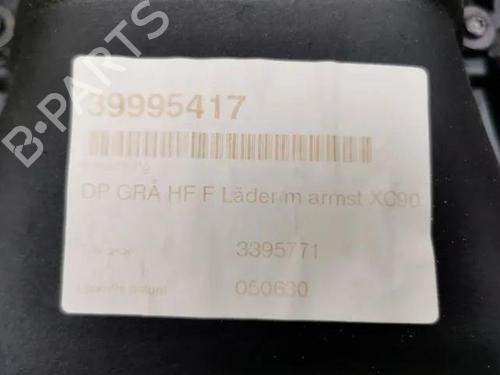 B-PARTS
39995417
DP GRÅ HF F Läder m armst XC90
3395771
050630